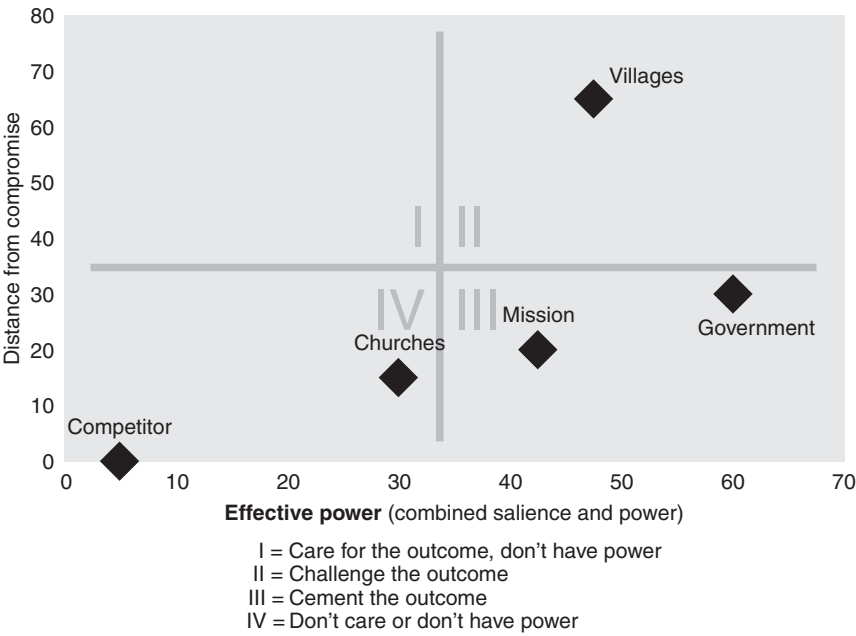 80
70
60
50
40
30
20
10
0
Distance from compromise
Villages
I II
IV III
Mission
Government
Churches
Competitor
0 10 20 30 40 50 60 70
Effective power (combined salience and power)
I = Care for the outcome, don't have power
II = Challenge the outcome
III = Cement the outcome
IV = Don't care or don't have power